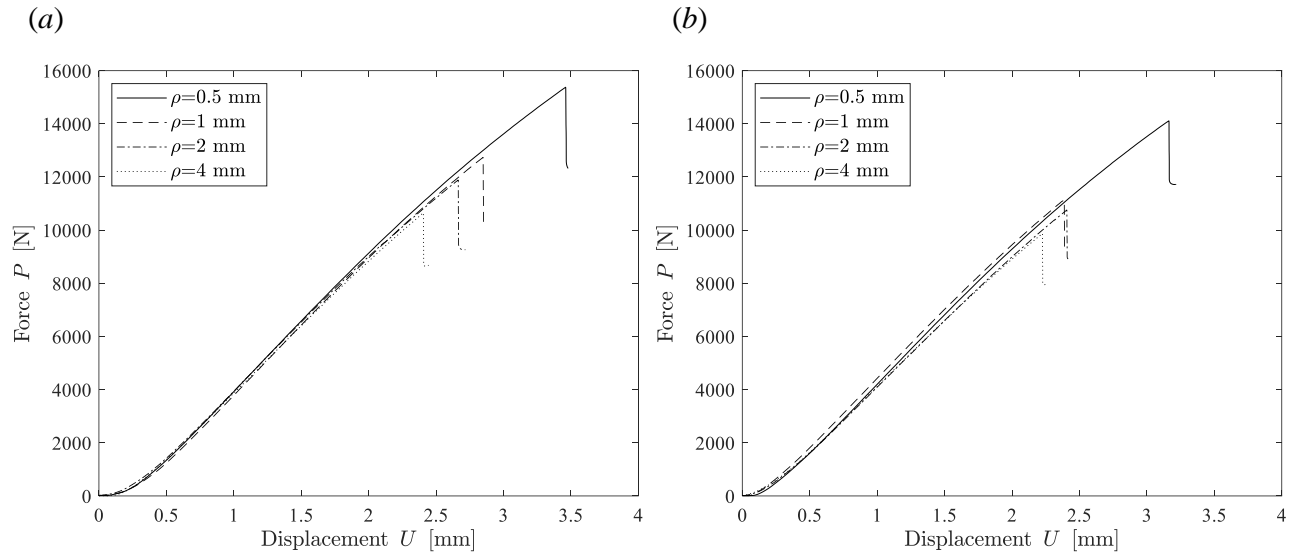 (a)
16000
14000
12000
10000
8000
6000
4000
2000
0
Force P [N]
ρ=0.5 mm
ρ=1 mm
ρ=2 mm
ρ=4 mm
0 0.5 1 1.5 2 2.5 3 3.5 4
Displacement U [mm]
(b)
16000
14000
12000
10000
8000
6000
4000
2000
0
Force P [N]
ρ=0.5 mm
ρ=1 mm
ρ=2 mm
ρ=4 mm
0 0.5 1 1.5 2 2.5 3 3.5 4
Displacement U [mm]